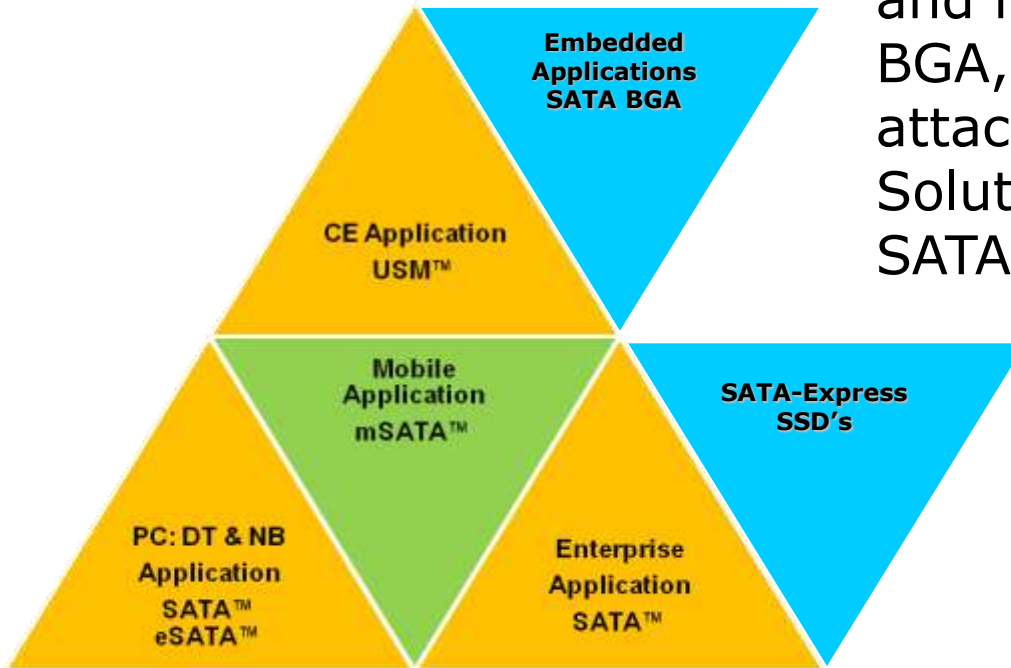 Embedded
Applications
SATA BGA
and
BGA,
attac
Solut
SATA
CE Application
USM™
Mobile
Application
mSATA™
SATA-Express
SSD’s
PC: DT & NB
Application
SATA™
eSATA™
Enterprise
Application
SATA™